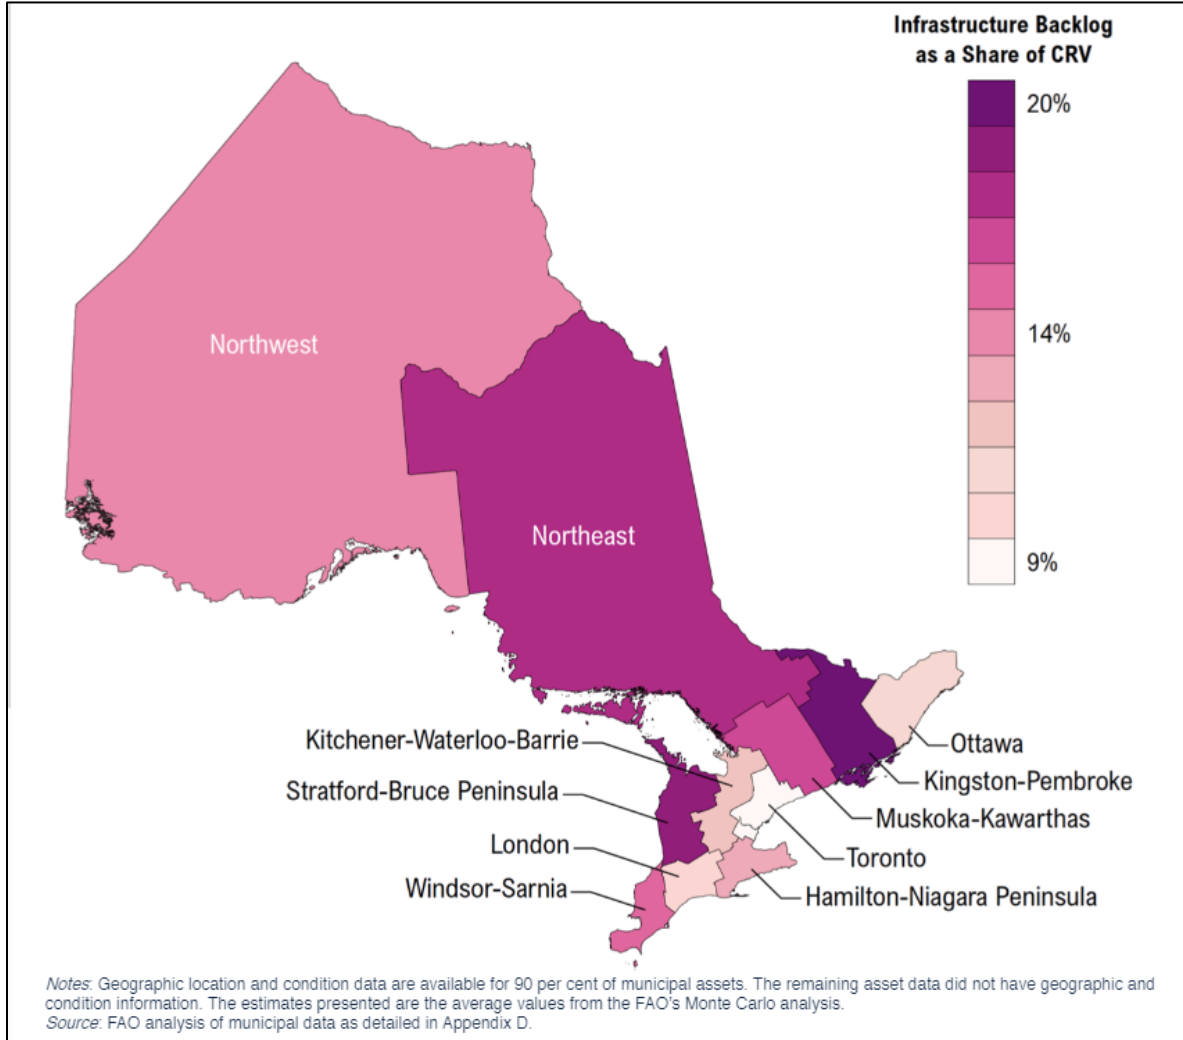 Infrastructure Backlog
as a Share of CRV
20%
14%
9%
Northwest
Northeast
Kitchener-Waterloo-Barrie
Stratford-Bruce Peninsula
London
Windsor-Sarnia
Ottawa
Kingston-Pembroke
Muskoka-Kawarthas
Toronto
Hamilton-Niagara Peninsula
Notes: Geographic location and condition data are available for 90 per cent of municipal assets. The remaining asset data did not have geographic and
condition information. The estimates presented are the average values from the FAO's Monte Carlo analysis.
Source: FAO analysis of municipal data as detailed in Appendix D.